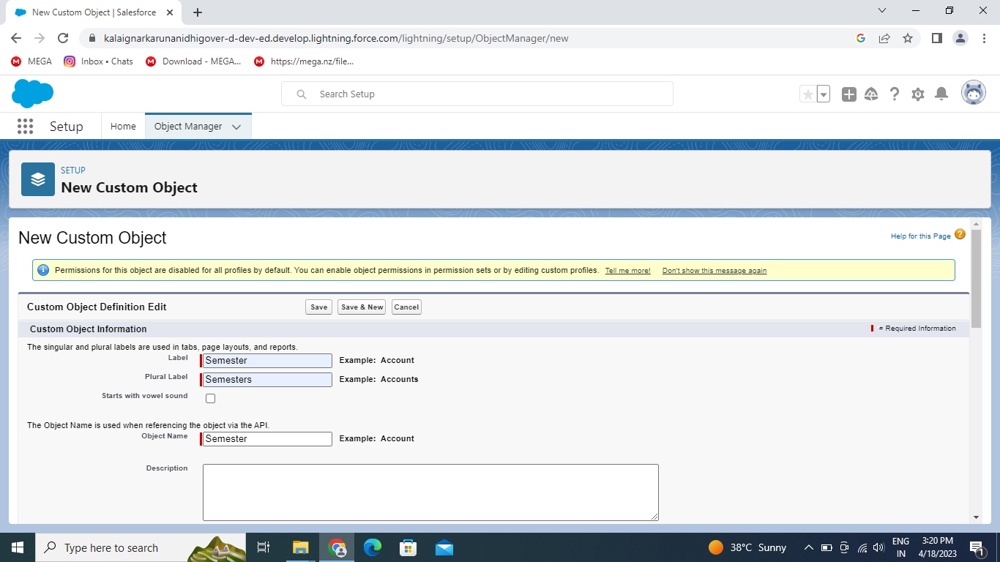 New Custom Object | Salesforce
kalaignarkarunanidhigover-d-dev-ed.develop.lightning.force.com/lightning/setup/ObjectManager/new
MEGA
Inbox • Chats
Download - MEGA...
https://mega.nz/file...
Search Setup
Setup
Home
Object Manager
SETUP
New Custom Object
New Custom Object
Help for this Page
Permissions for this object are disabled for all profiles by default. You can enable object permissions in permission sets or by editing custom profiles. Tell me more! Don't show this message again
Custom Object Definition Edit
Save
Save & New
Cancel
Custom Object Information
= Required Information
The singular and plural labels are used in tabs, page layouts, and reports.
Label
Semester
Example: Account
Plural Label
Semesters
Example: Accounts
Starts with vowel sound
The Object Name is used when referencing the object via the API.
Object Name
Semester
Example: Account
Description
Type here to search
38°C Sunny
ENG
IN
3:20 PM
4/18/2023
1